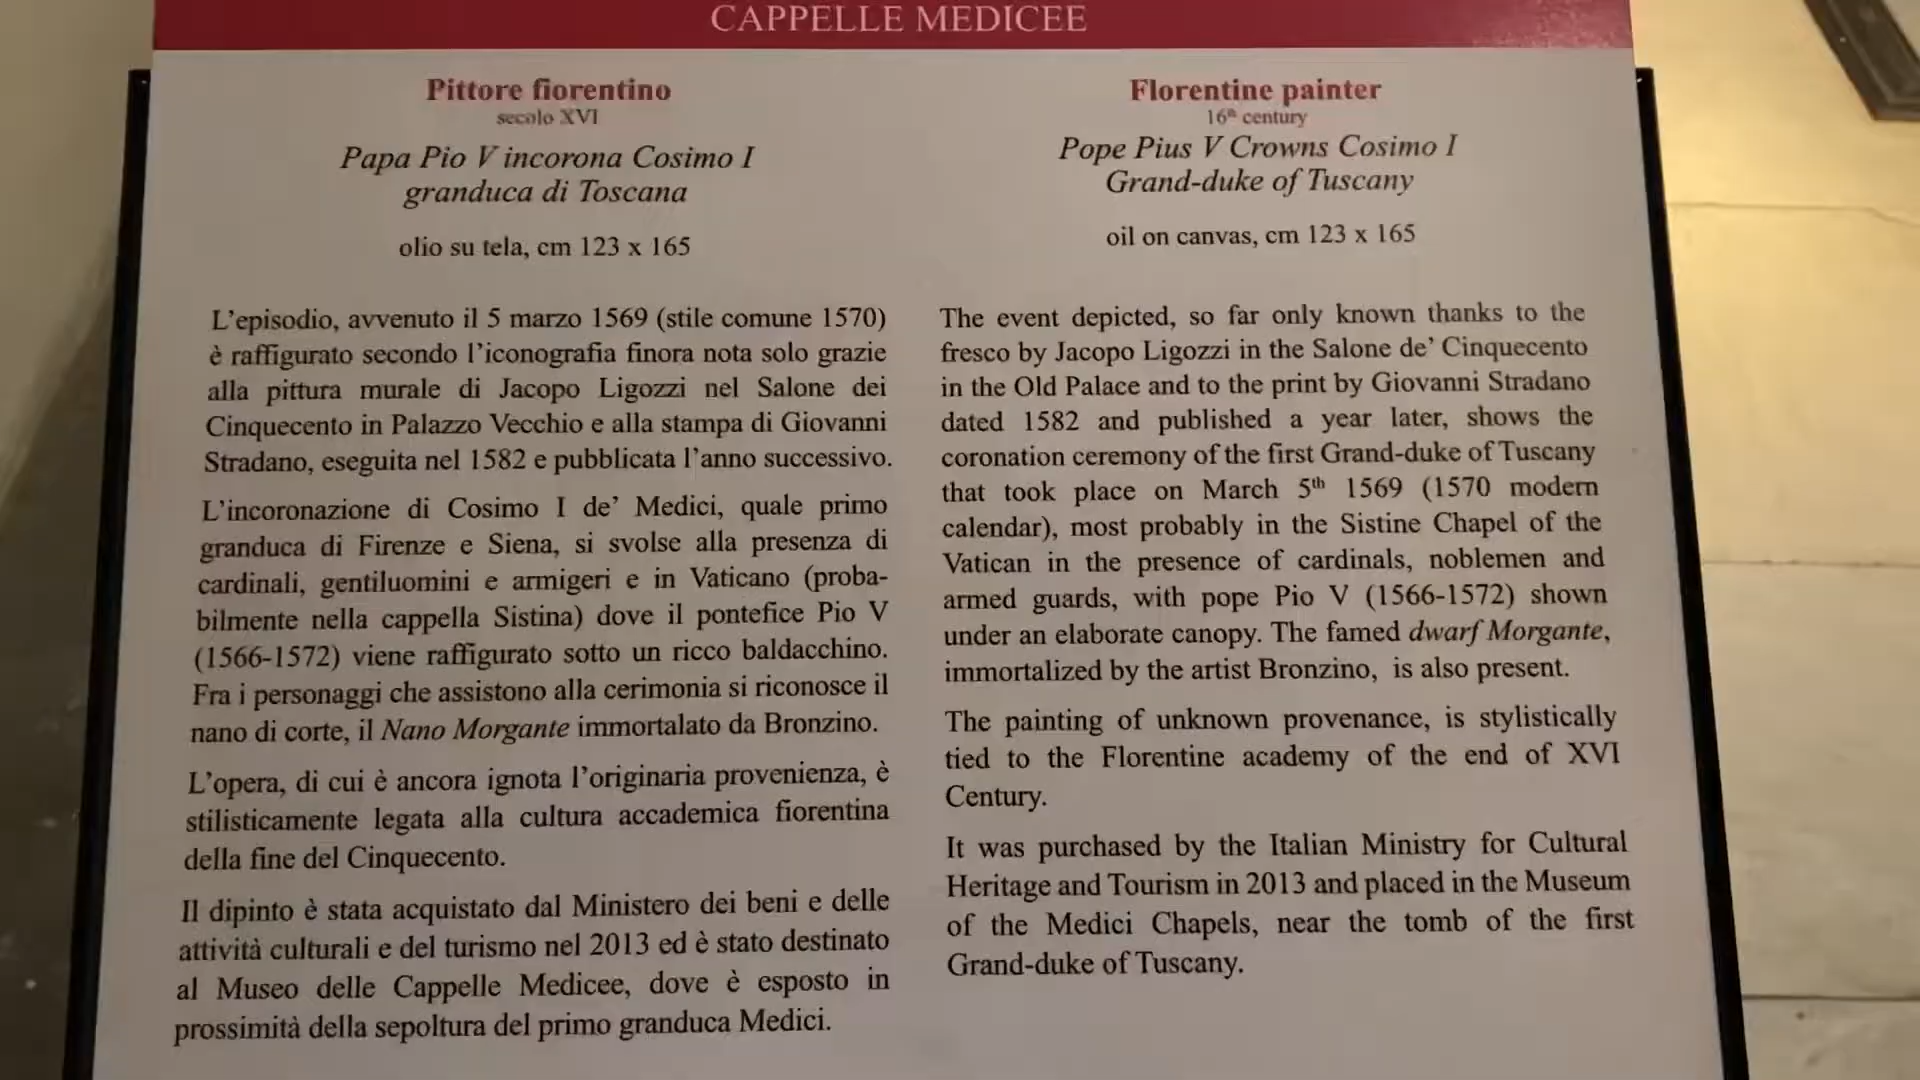 CAPPELLE MEDICEE
Pittore fiorentino
secolo XVI
Papa Pio V incorona Cosimo I
granduca di Toscana
olio su tela, cm 123 x 165
L'episodio, avvenuto il 5 marzo 1569 (stile comune 1570)
è raffigurato secondo l'iconografia finora nota solo grazie
alla pittura murale di Jacopo Ligozzi nel Salone dei
Cinquecento in Palazzo Vecchio e alla stampa di Giovanni
Stradano, eseguita nel 1582 e pubblicata l'anno successivo.
L'incoronazione di Cosimo I de' Medici, quale primo
granduca di Firenze e Siena, si svolse alla presenza di
cardinali, gentiluomini e armigeri e in Vaticano (proba-
bilmente nella cappella Sistina) dove il pontefice Pio V
(1566-1572) viene raffigurato sotto un ricco baldacchino.
Fra i personaggi che assistono alla cerimonia si riconosce il
nano di corte, il Nano Morgante immortalato da Bronzino.
L'opera, di cui è ancora ignota l'originaria provenienza, è
stilisticamente legata alla cultura accademica fiorentina
della fine del Cinquecento.
Il dipinto è stata acquistato dal Ministero dei beni e delle
attività culturali e del turismo nel 2013 ed è stato destinato
al Museo delle Cappelle Medicee, dove è esposto in
prossimità della sepoltura del primo granduca Medici.
Florentine painter
16th century
Pope Pius V Crowns Cosimo I
Grand-duke of Tuscany
oil on canvas, cm 123 x 165
The event depicted, so far only known thanks to the
fresco by Jacopo Ligozzi in the Salone de' Cinquecento
in the Old Palace and to the print by Giovanni Stradano
dated 1582 and published a year later, shows the
coronation ceremony of the first Grand-duke of Tuscany
that took place on March 5th 1569 (1570 modern
calendar), most probably in the Sistine Chapel of the
Vatican in the presence of cardinals, noblemen and
armed guards, with pope Pio V (1566-1572) shown
under an elaborate canopy. The famed dwarf Morgante,
immortalized by the artist Bronzino, is also present.
The painting of unknown provenance, is stylistically
tied to the Florentine academy of the end of XVI
Century.
It was purchased by the Italian Ministry for Cultural
Heritage and Tourism in 2013 and placed in the Museum
of the Medici Chapels, near the tomb of the first
Grand-duke of Tuscany.